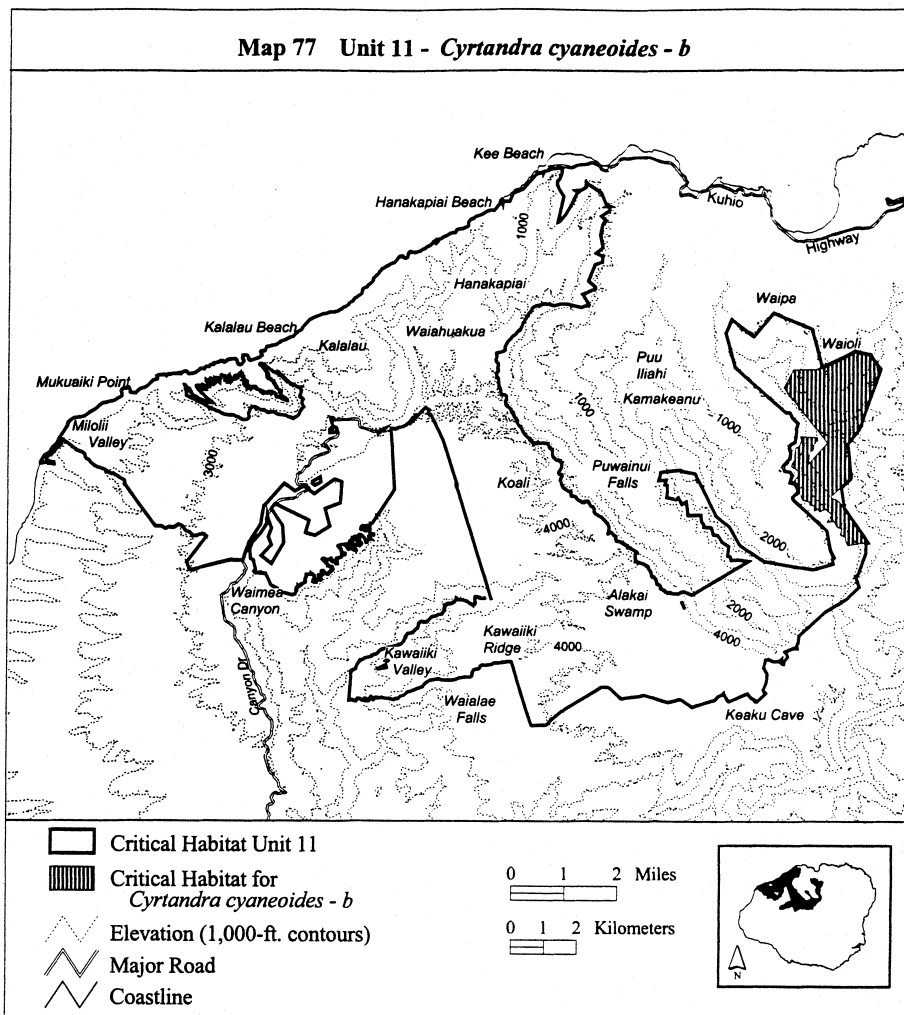 Map 77 Unit 11 - Cyrtandra cyaneoides - b
Kee Beach
Hanakapiai Beach
Kuhio
Highway
1000
Hanakapiai
Waipa
Kalalau Beach
Waiahuakua
Kalalau
Waioli
Puu
Iliahi
Mukuaiki Point
Kamakeanu
1000
1000
Milolii
Valley
3000
Puwainui
Falls
Koali
4000
2000
Waimea
Canyon
Alakai
Swamp
2000
4000
Kawaiiki
Ridge
4000
Kawaiiki
Valley
Canyon Dr
Waialae
Falls
Keaku Cave
Critical Habitat Unit 11
Critical Habitat for
Cyrtandra cyaneoides - b
Elevation (1,000-ft. contours)
Major Road
Coastline
0 1 2 Miles
0 1 2 Kilometers
N